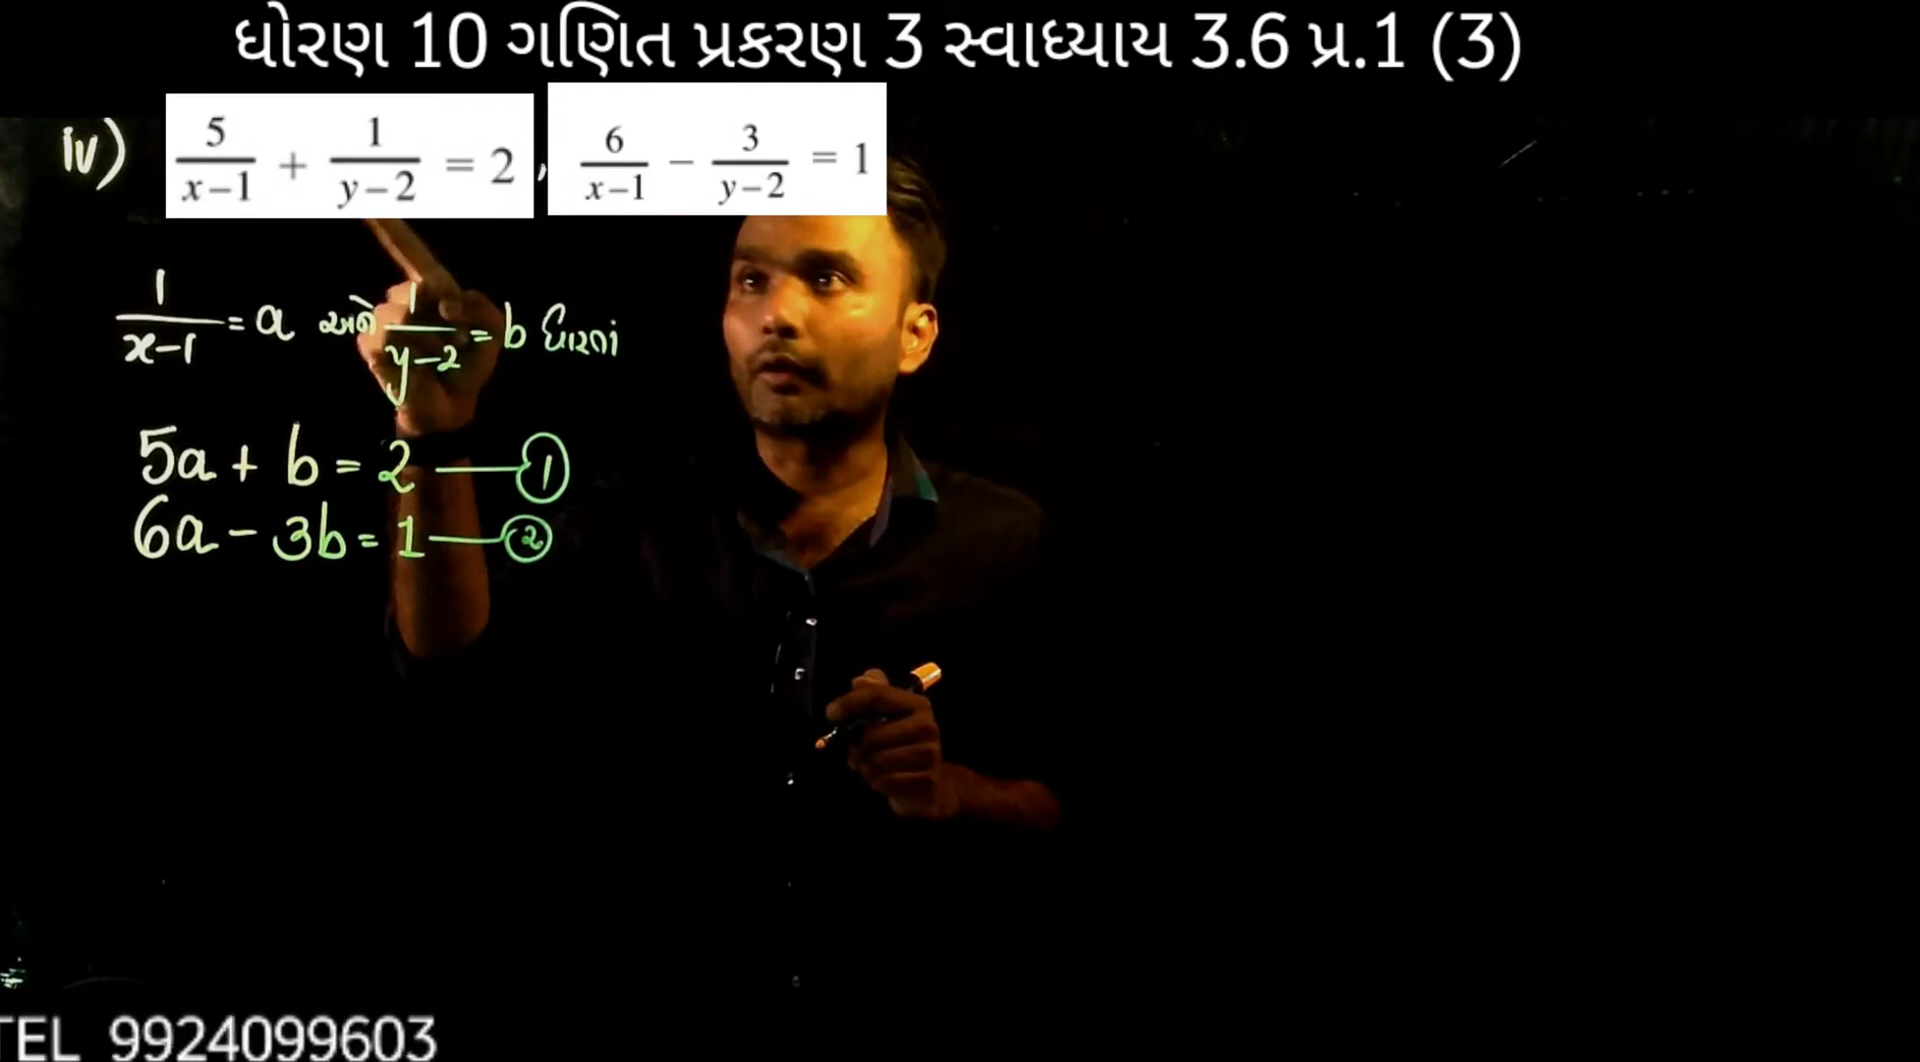 ધોરણ 10 ગણિત પ્રકરણ 3 સ્વાધ્યાય 3.6 પ્ર.1 (3)
iv) 5/(x−1) + 1/(y−2) = 2 , 6/(x−1) − 3/(y−2) = 1
1/(x−1) = a અને 1/(y−2) = b ધારતાં
5a + b = 2 — 1
6a − 3b = 1 — 2
TEL 9924099603